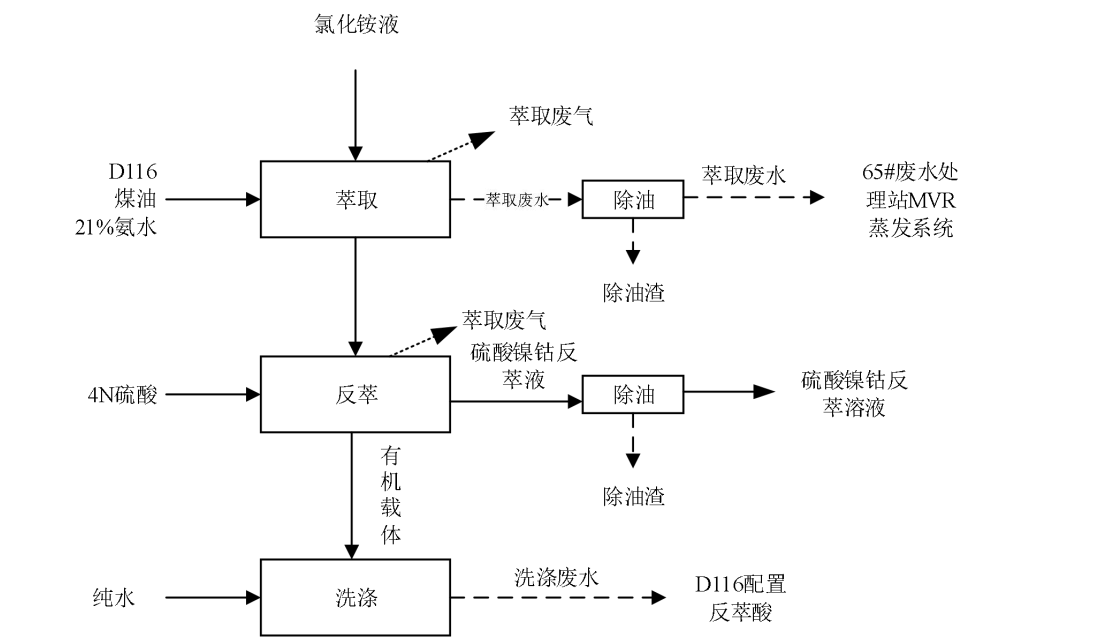 氯化铵液
萃取废气
D116
煤油
21%氨水
萃取
萃取废水
除油
萃取废水
65#废水处
理站MVR
蒸发系统
除油渣
萃取废气
4N硫酸
反萃
硫酸镍钴反
萃液
除油
硫酸镍钴反
萃溶液
除油渣
有
机
载
体
纯水
洗涤
洗涤废水
D116配置
反萃酸